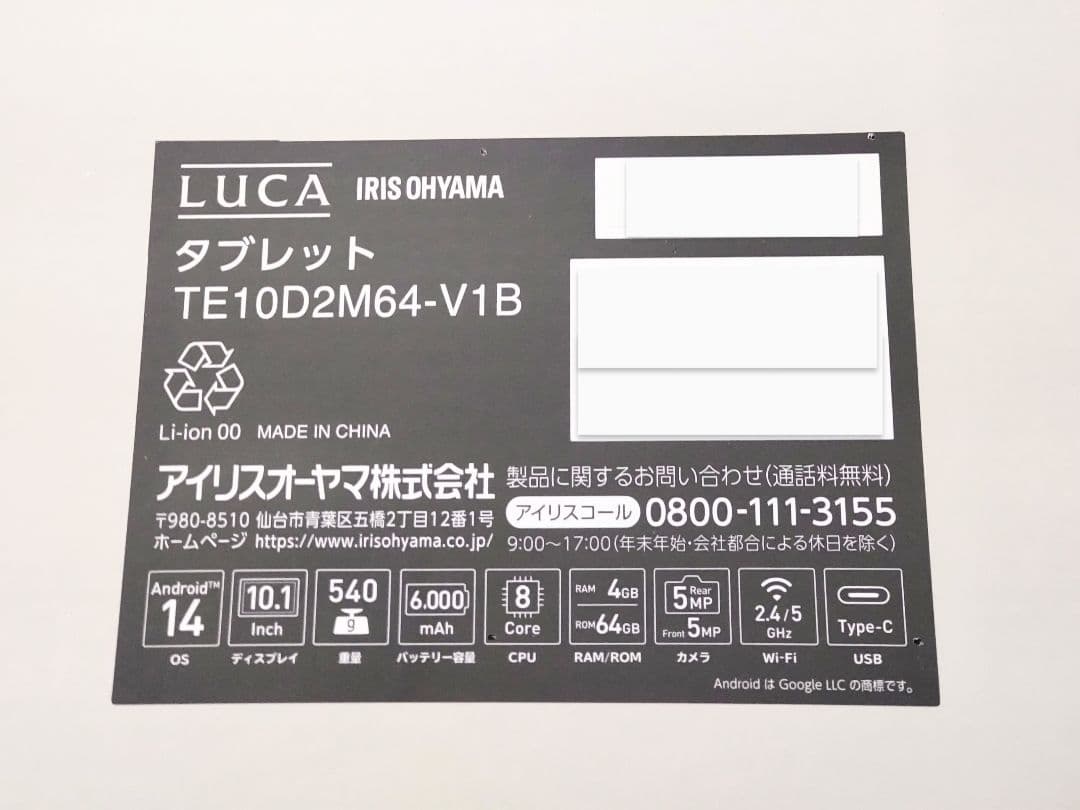 LUCA IRIS OHYAMA
タブレット
TE10D2M64-V1B
Li-ion 00 MADE IN CHINA
アイリスオーヤマ株式会社
〒980-8510 仙台市青葉区五橋2丁目12番1号
ホームページ https://www.irisohyama.co.jp/
製品に関するお問い合わせ(通話料無料)
アイリスコール 0800-111-3155
9:00～17:00(年末年始・会社都合による休日を除く)
Android™ 14 OS
10.1 Inch ディスプレイ
540 g 重量
6.000 mAh バッテリー容量
8 Core CPU
RAM 4GB ROM 64GB RAM/ROM
5MP Rear Front 5MP カメラ
2.4/5 GHz Wi-Fi
Type-C USB
Android は Google LLC の商標です。